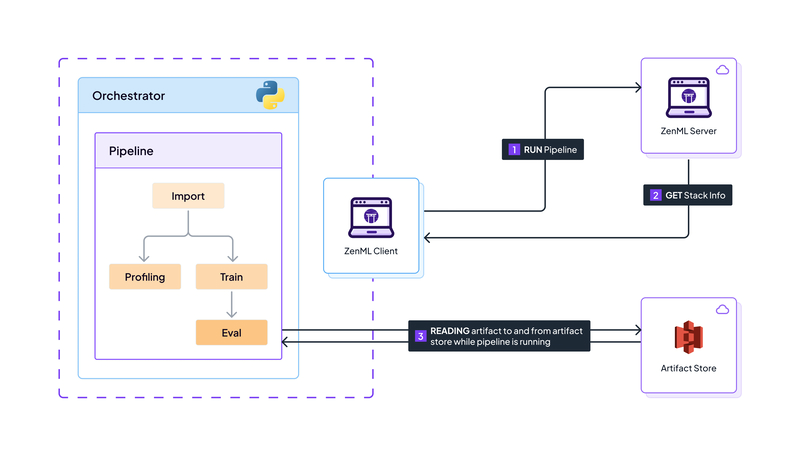 Orchestrator
Pipeline
Import
Profiling
Train
Eval
ZenML Client
1 RUN Pipeline
ZenML Server
2 GET Stack Info
3 READING artifact to and from artifact
store while pipeline is running
Artifact Store